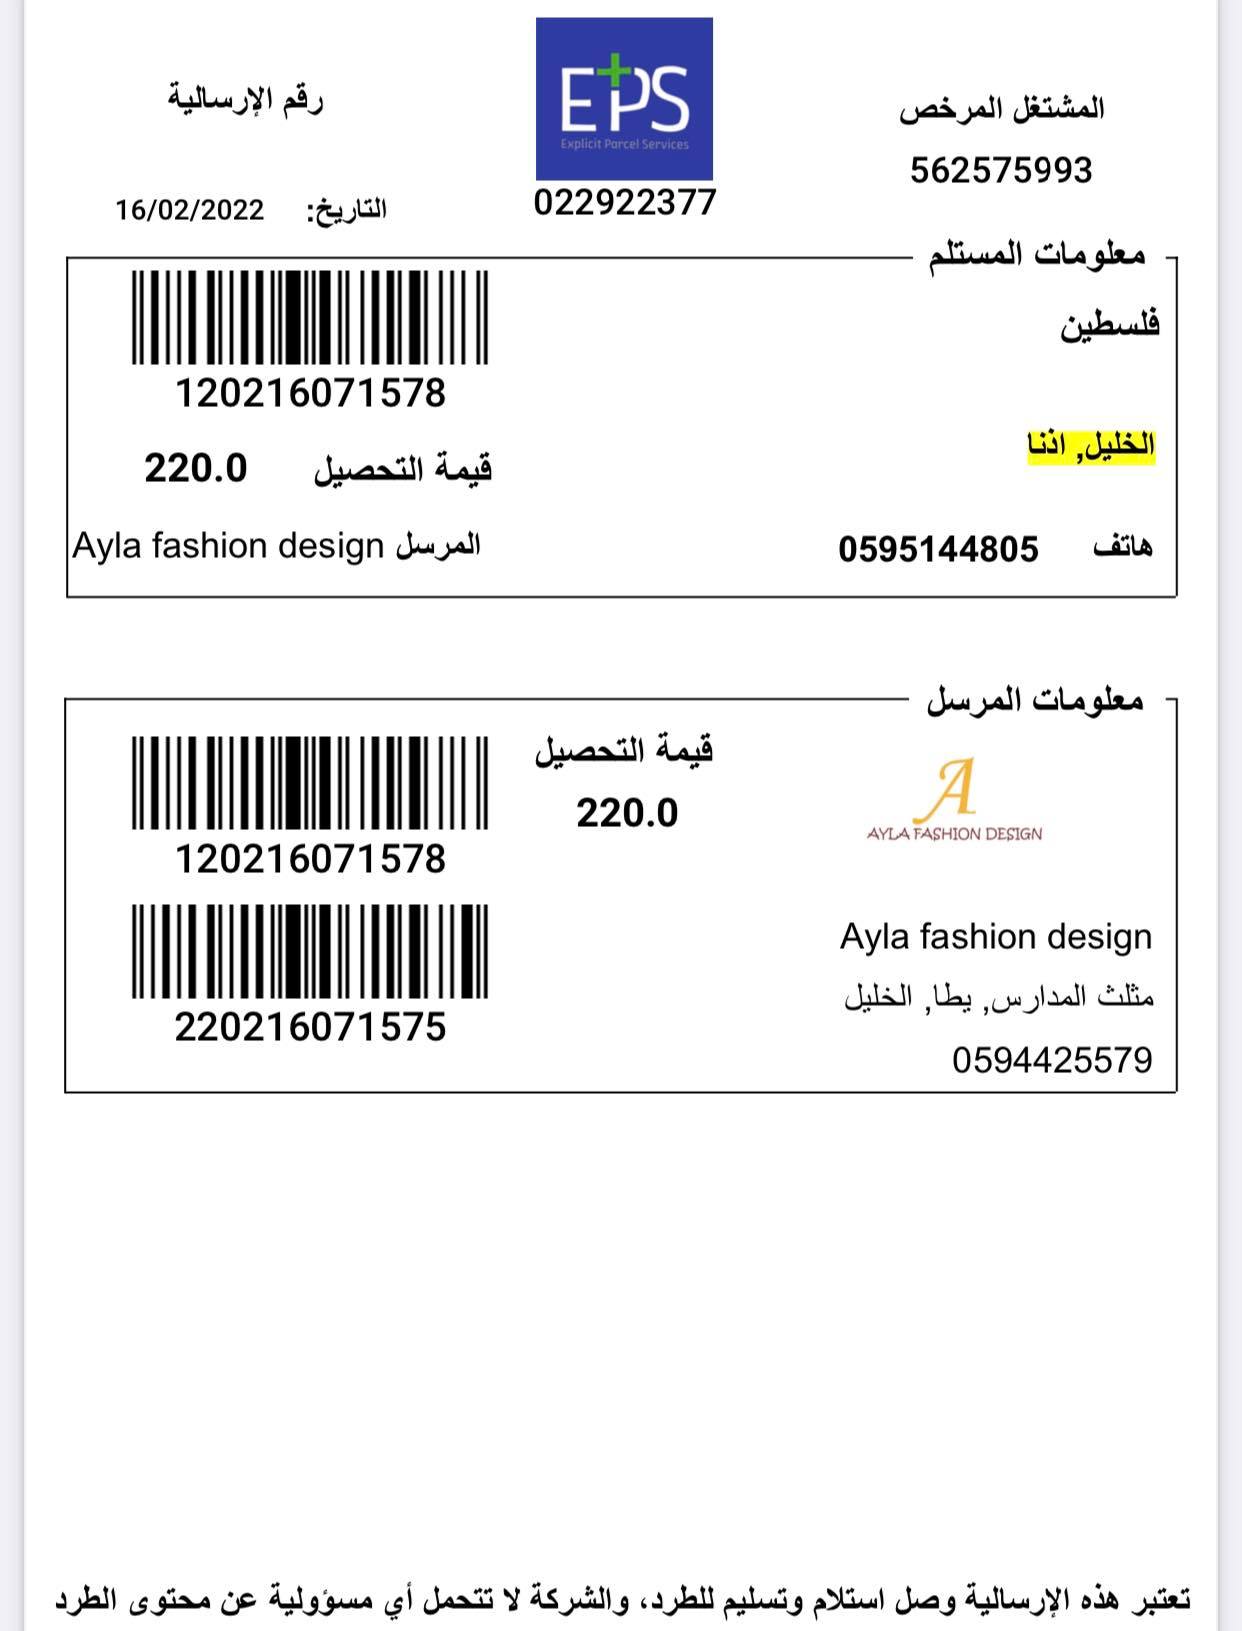 المشتغل المرخص
562575993
EPS
Explicit Parcel Services
022922377
رقم الإرسالية
التاريخ: 16/02/2022
معلومات المستلم
فلسطين
الخليل, اذنا
هاتف 0595144805
120216071578
قيمة التحصيل 220.0
المرسل Ayla fashion design
معلومات المرسل
A
AYLA FASHION DESIGN
Ayla fashion design
مثلث المدارس, يطا, الخليل
0594425579
قيمة التحصيل
220.0
120216071578
220216071575
تعتبر هذه الإرسالية وصل استلام وتسليم للطرد، والشركة لا تتحمل أي مسؤولية عن محتوى الطرد